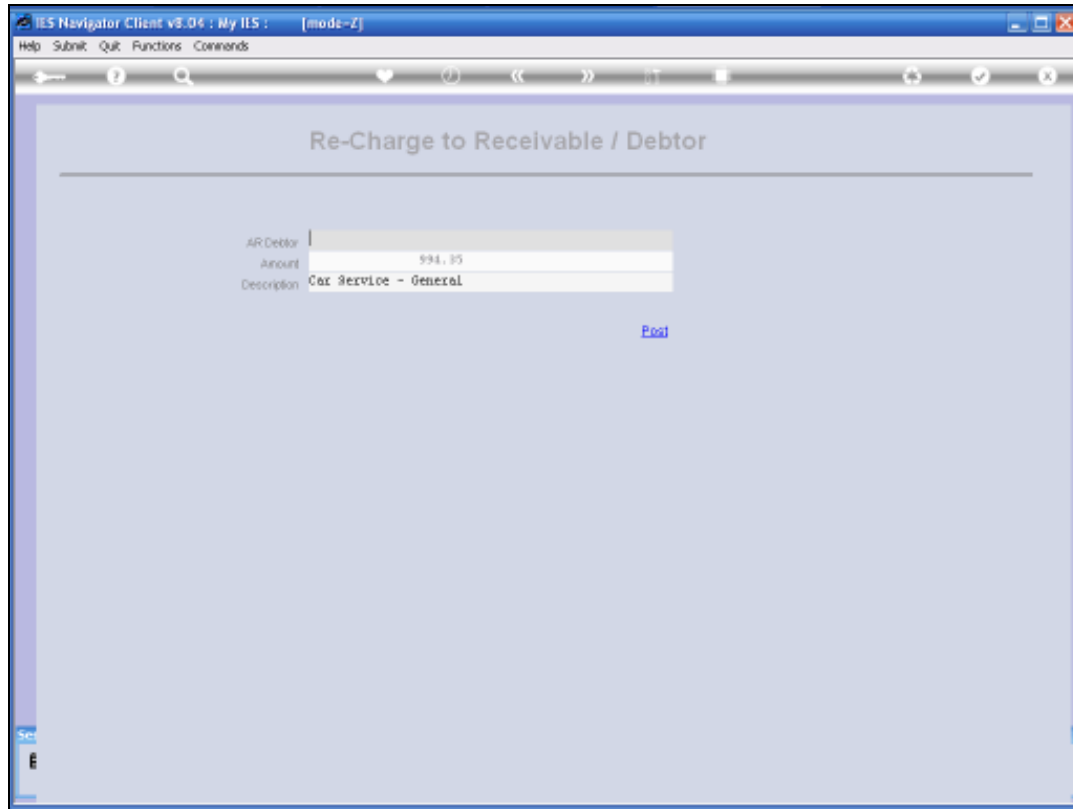 IES Navigator Client v8.04 : My IES : [mode-Z]
Help Submit Quit Functions Commands
Re-Charge to Receivable / Debtor
AR Debtor
Amount 994.35
Description Car Service - General
Post